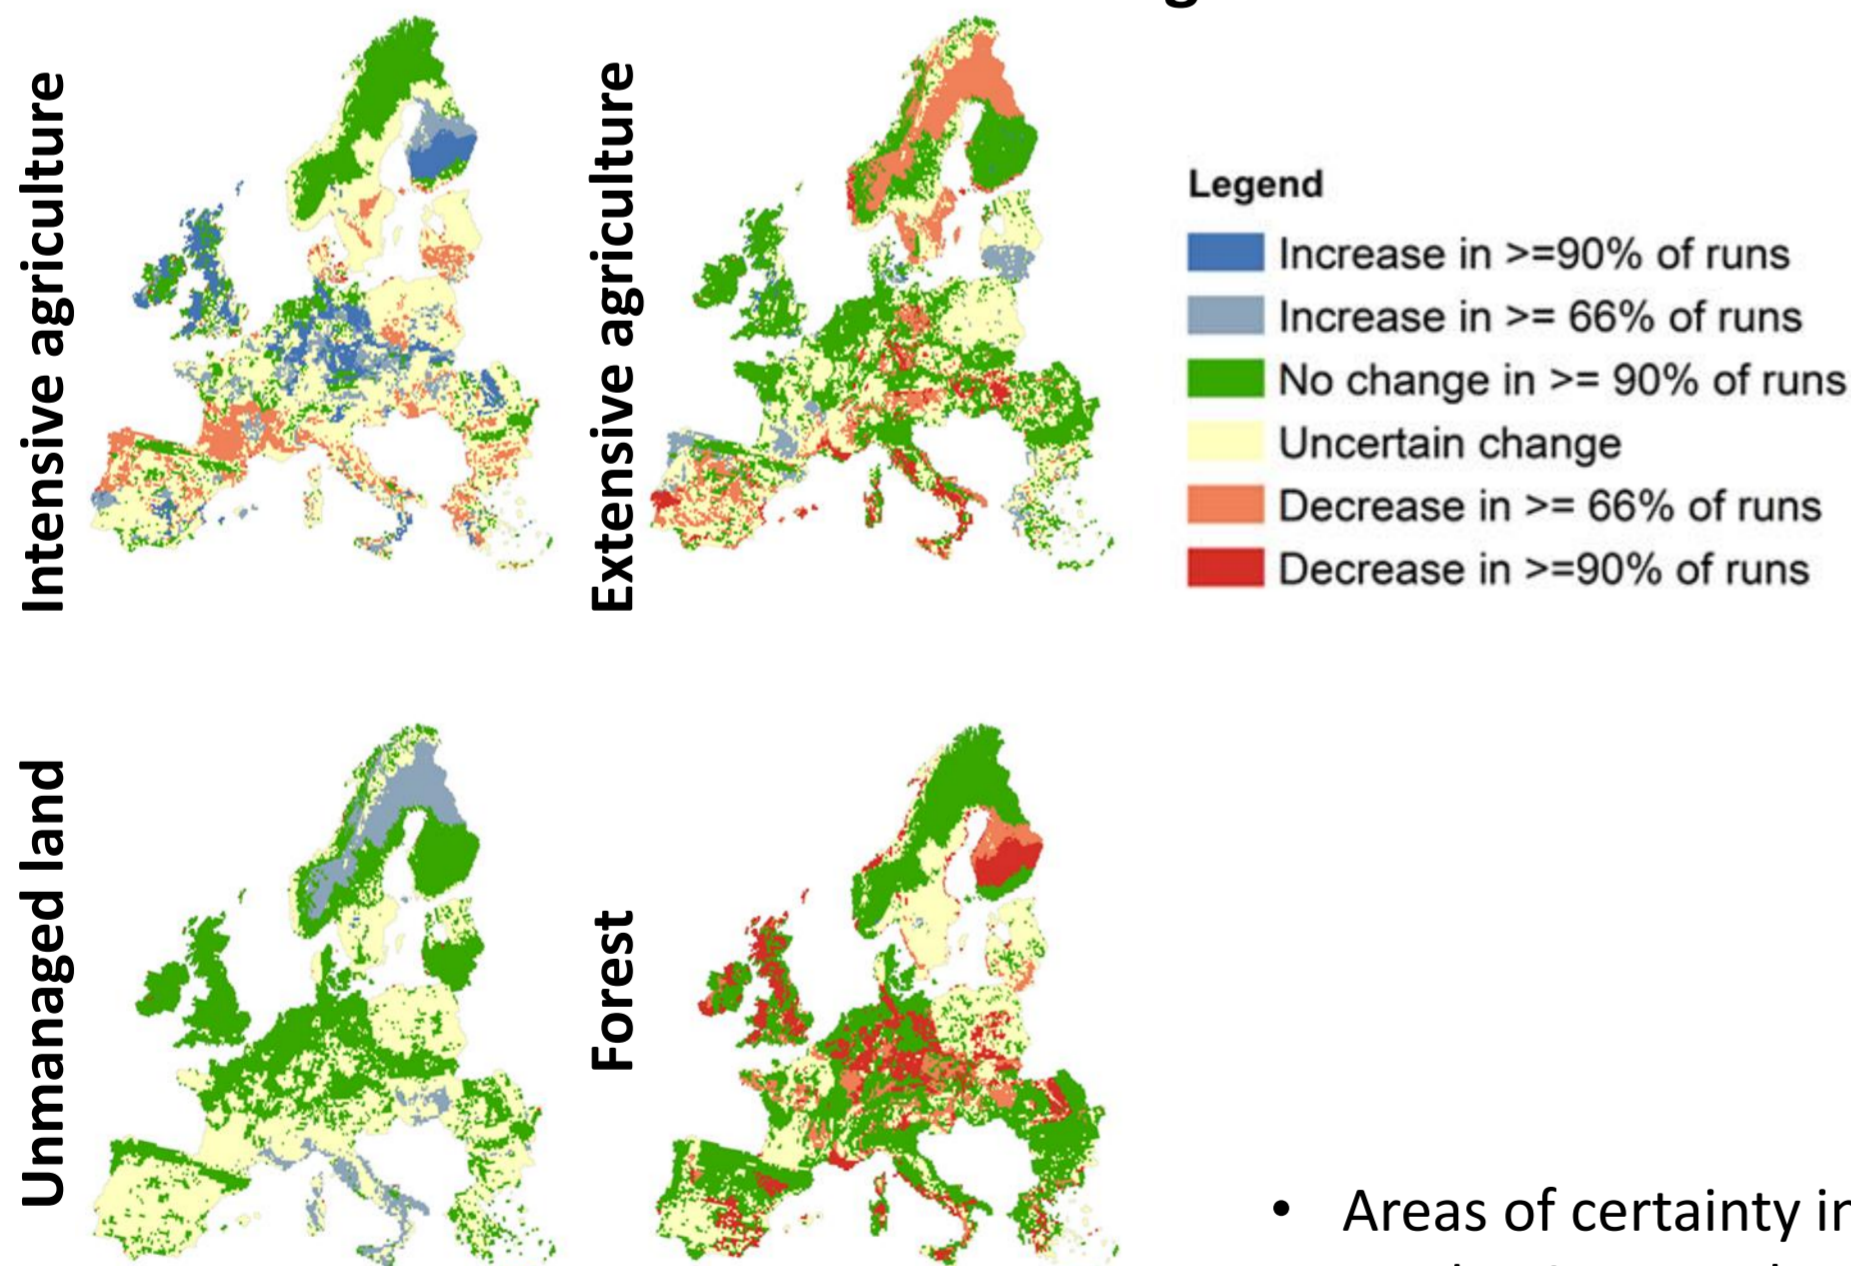 Intensive agriculture
Extensive agriculture
Legend
Increase in >=90% of runs
Increase in >= 66% of runs
No change in >= 90% of runs
Uncertain change
Decrease in >= 66% of runs
Decrease in >=90% of runs
Unmanaged land
Forest
• Areas of certainty in